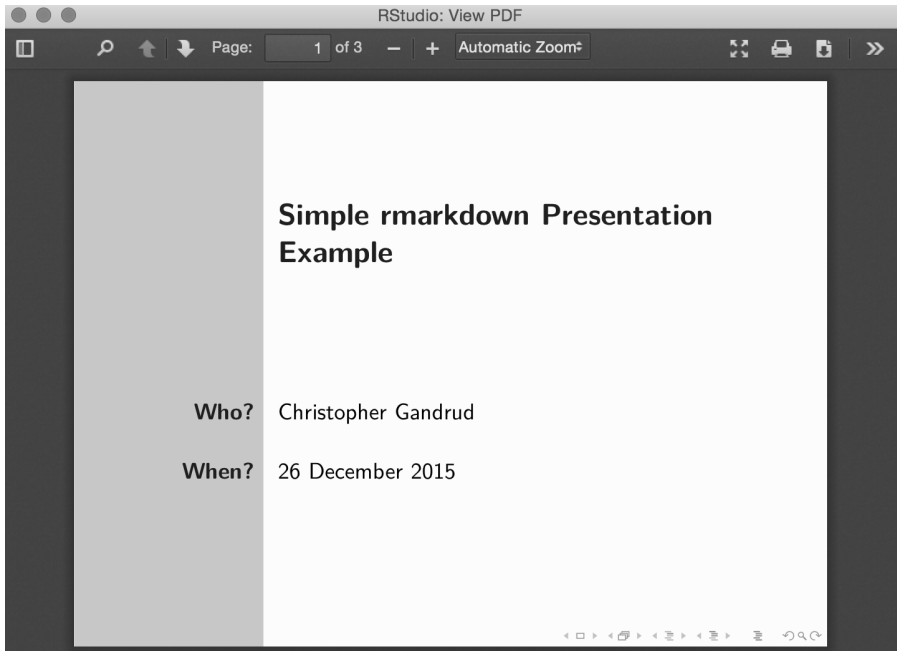 RStudio: View PDF
Page: 1 of 3 − + Automatic Zoom
Simple rmarkdown Presentation
Example
Who? Christopher Gandrud
When? 26 December 2015